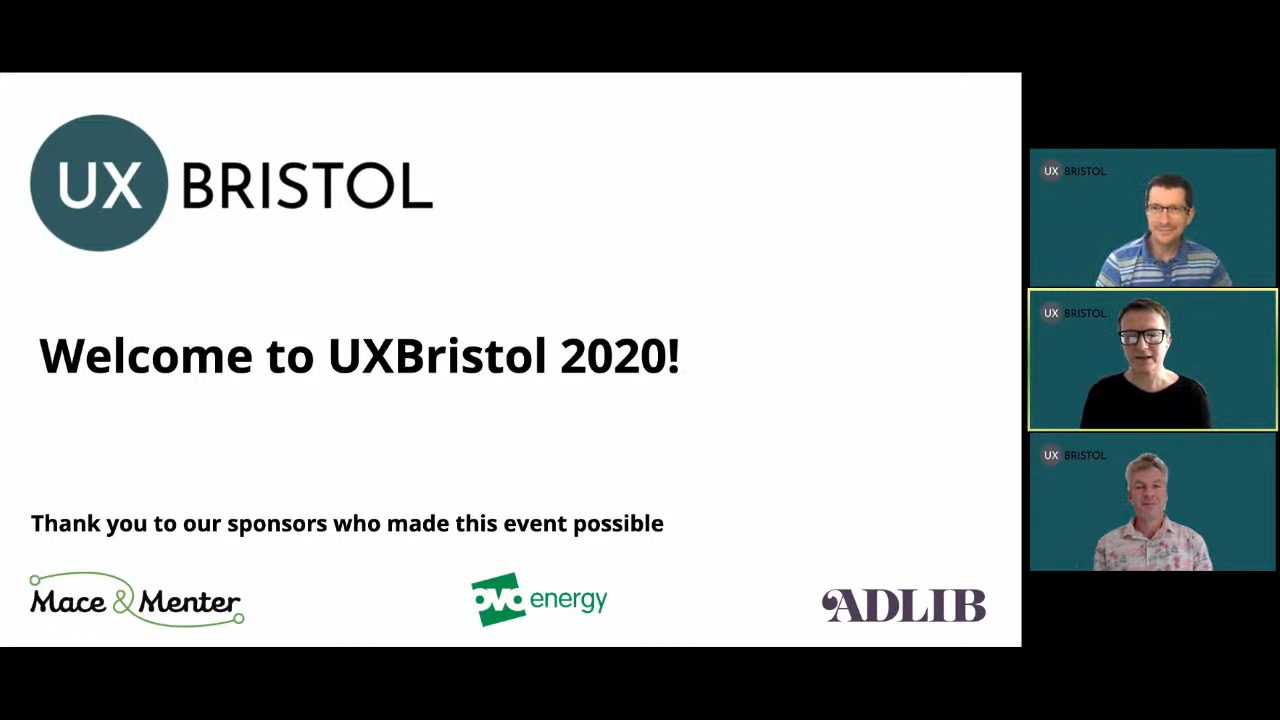 UX BRISTOL
Welcome to UXBristol 2020!
Thank you to our sponsors who made this event possible
Mace & Menter
ovo energy
ADLIB
UX BRISTOL
UX BRISTOL
UX BRISTOL